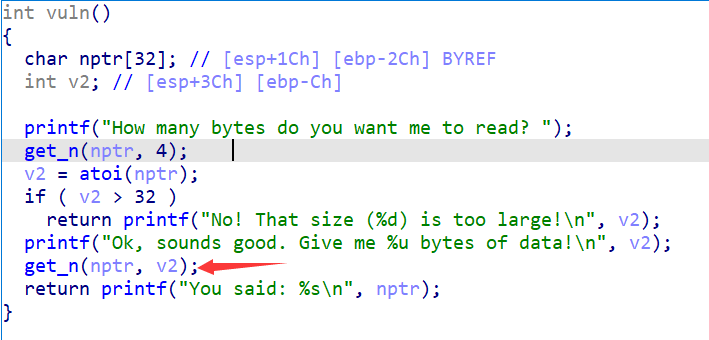 int vuln()
{
  char nptr[32]; // [esp+1Ch] [ebp-2Ch] BYREF
  int v2; // [esp+3Ch] [ebp-Ch]

  printf("How many bytes do you want me to read? ");
  get_n(nptr, 4);
  v2 = atoi(nptr);
  if ( v2 > 32 )
    return printf("No! That size (%d) is too large!\n", v2);
  printf("Ok, sounds good. Give me %u bytes of data!\n", v2);
  get_n(nptr, v2);
  return printf("You said: %s\n", nptr);
}